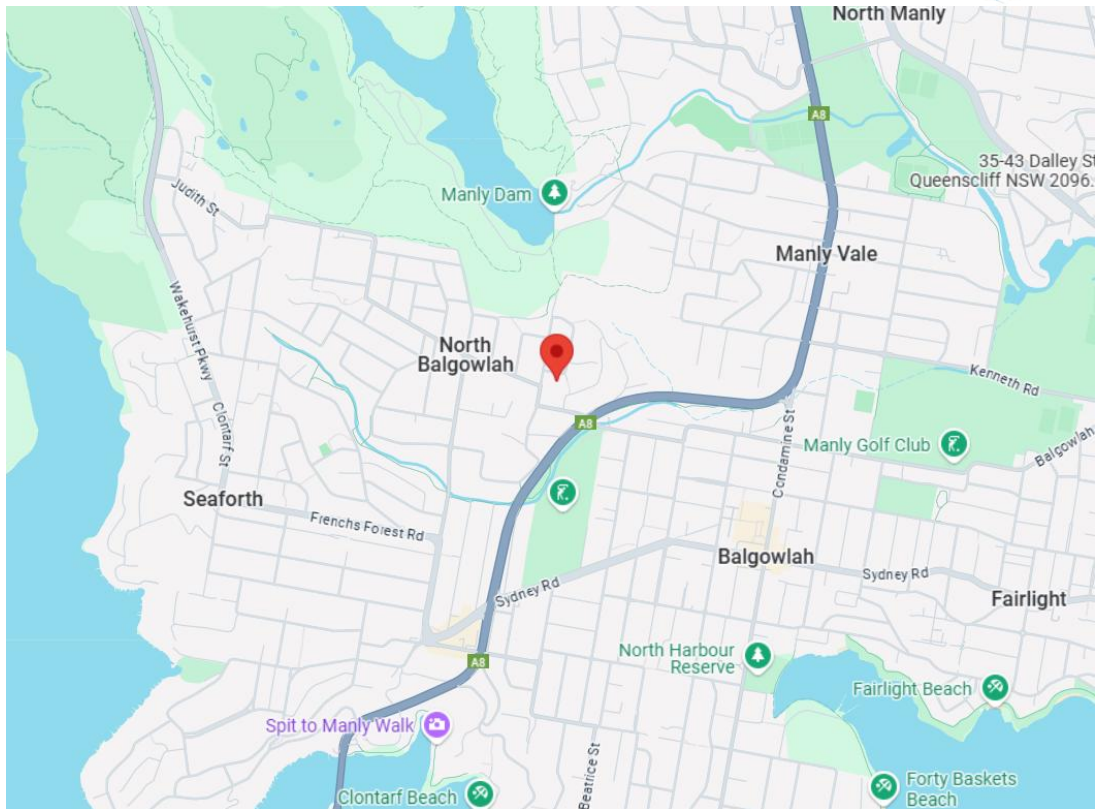 North Manly
A8
35-43 Dalley St
Queenscliff NSW 2096.
Manly Dam
Judith St
Manly Vale
Wakehurst Pkwy
North
Balgowlah
Kenneth Rd
A8
Clontarf St
Condamine St
Manly Golf Club
Balgowlah
Seaforth
Frenchs Forest Rd
Balgowlah
Sydney Rd
Sydney Rd
Fairlight
North Harbour
Reserve
A8
Fairlight Beach
Spit to Manly Walk
Beatrice St
Clontarf Beach
Forty Baskets
Beach